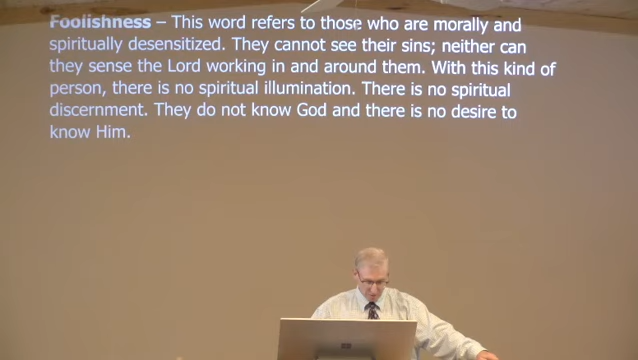 Foolishness – This word refers to those who are morally and
spiritually desensitized. They cannot see their sins; neither can
they sense the Lord working in and around them. With this kind of
person, there is no spiritual illumination. There is no spiritual
discernment. They do not know God and there is no desire to
know Him.